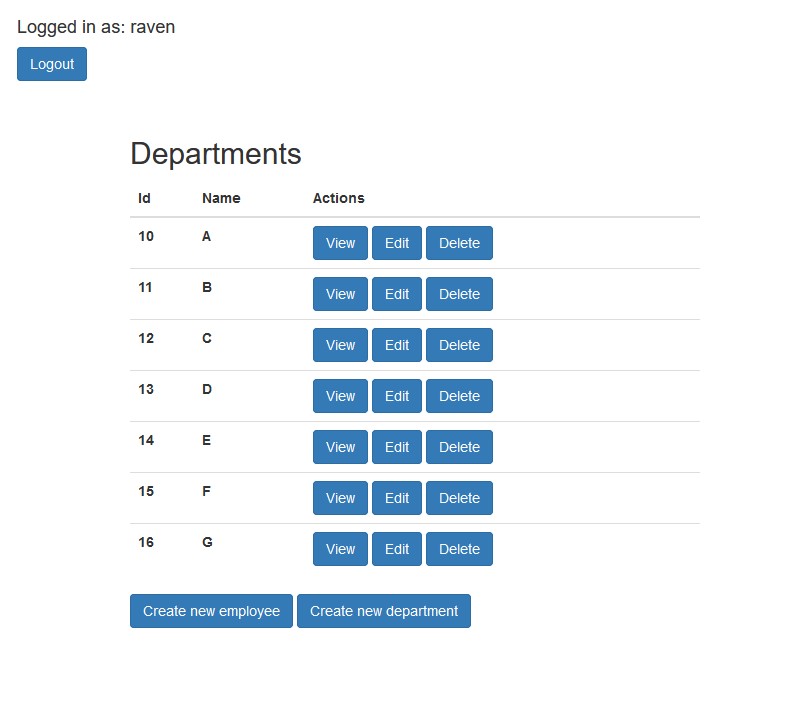 Logged in as: raven
Logout
Departments
Id Name Actions
10 A View Edit Delete
11 B View Edit Delete
12 C View Edit Delete
13 D View Edit Delete
14 E View Edit Delete
15 F View Edit Delete
16 G View Edit Delete
Create new employee Create new department